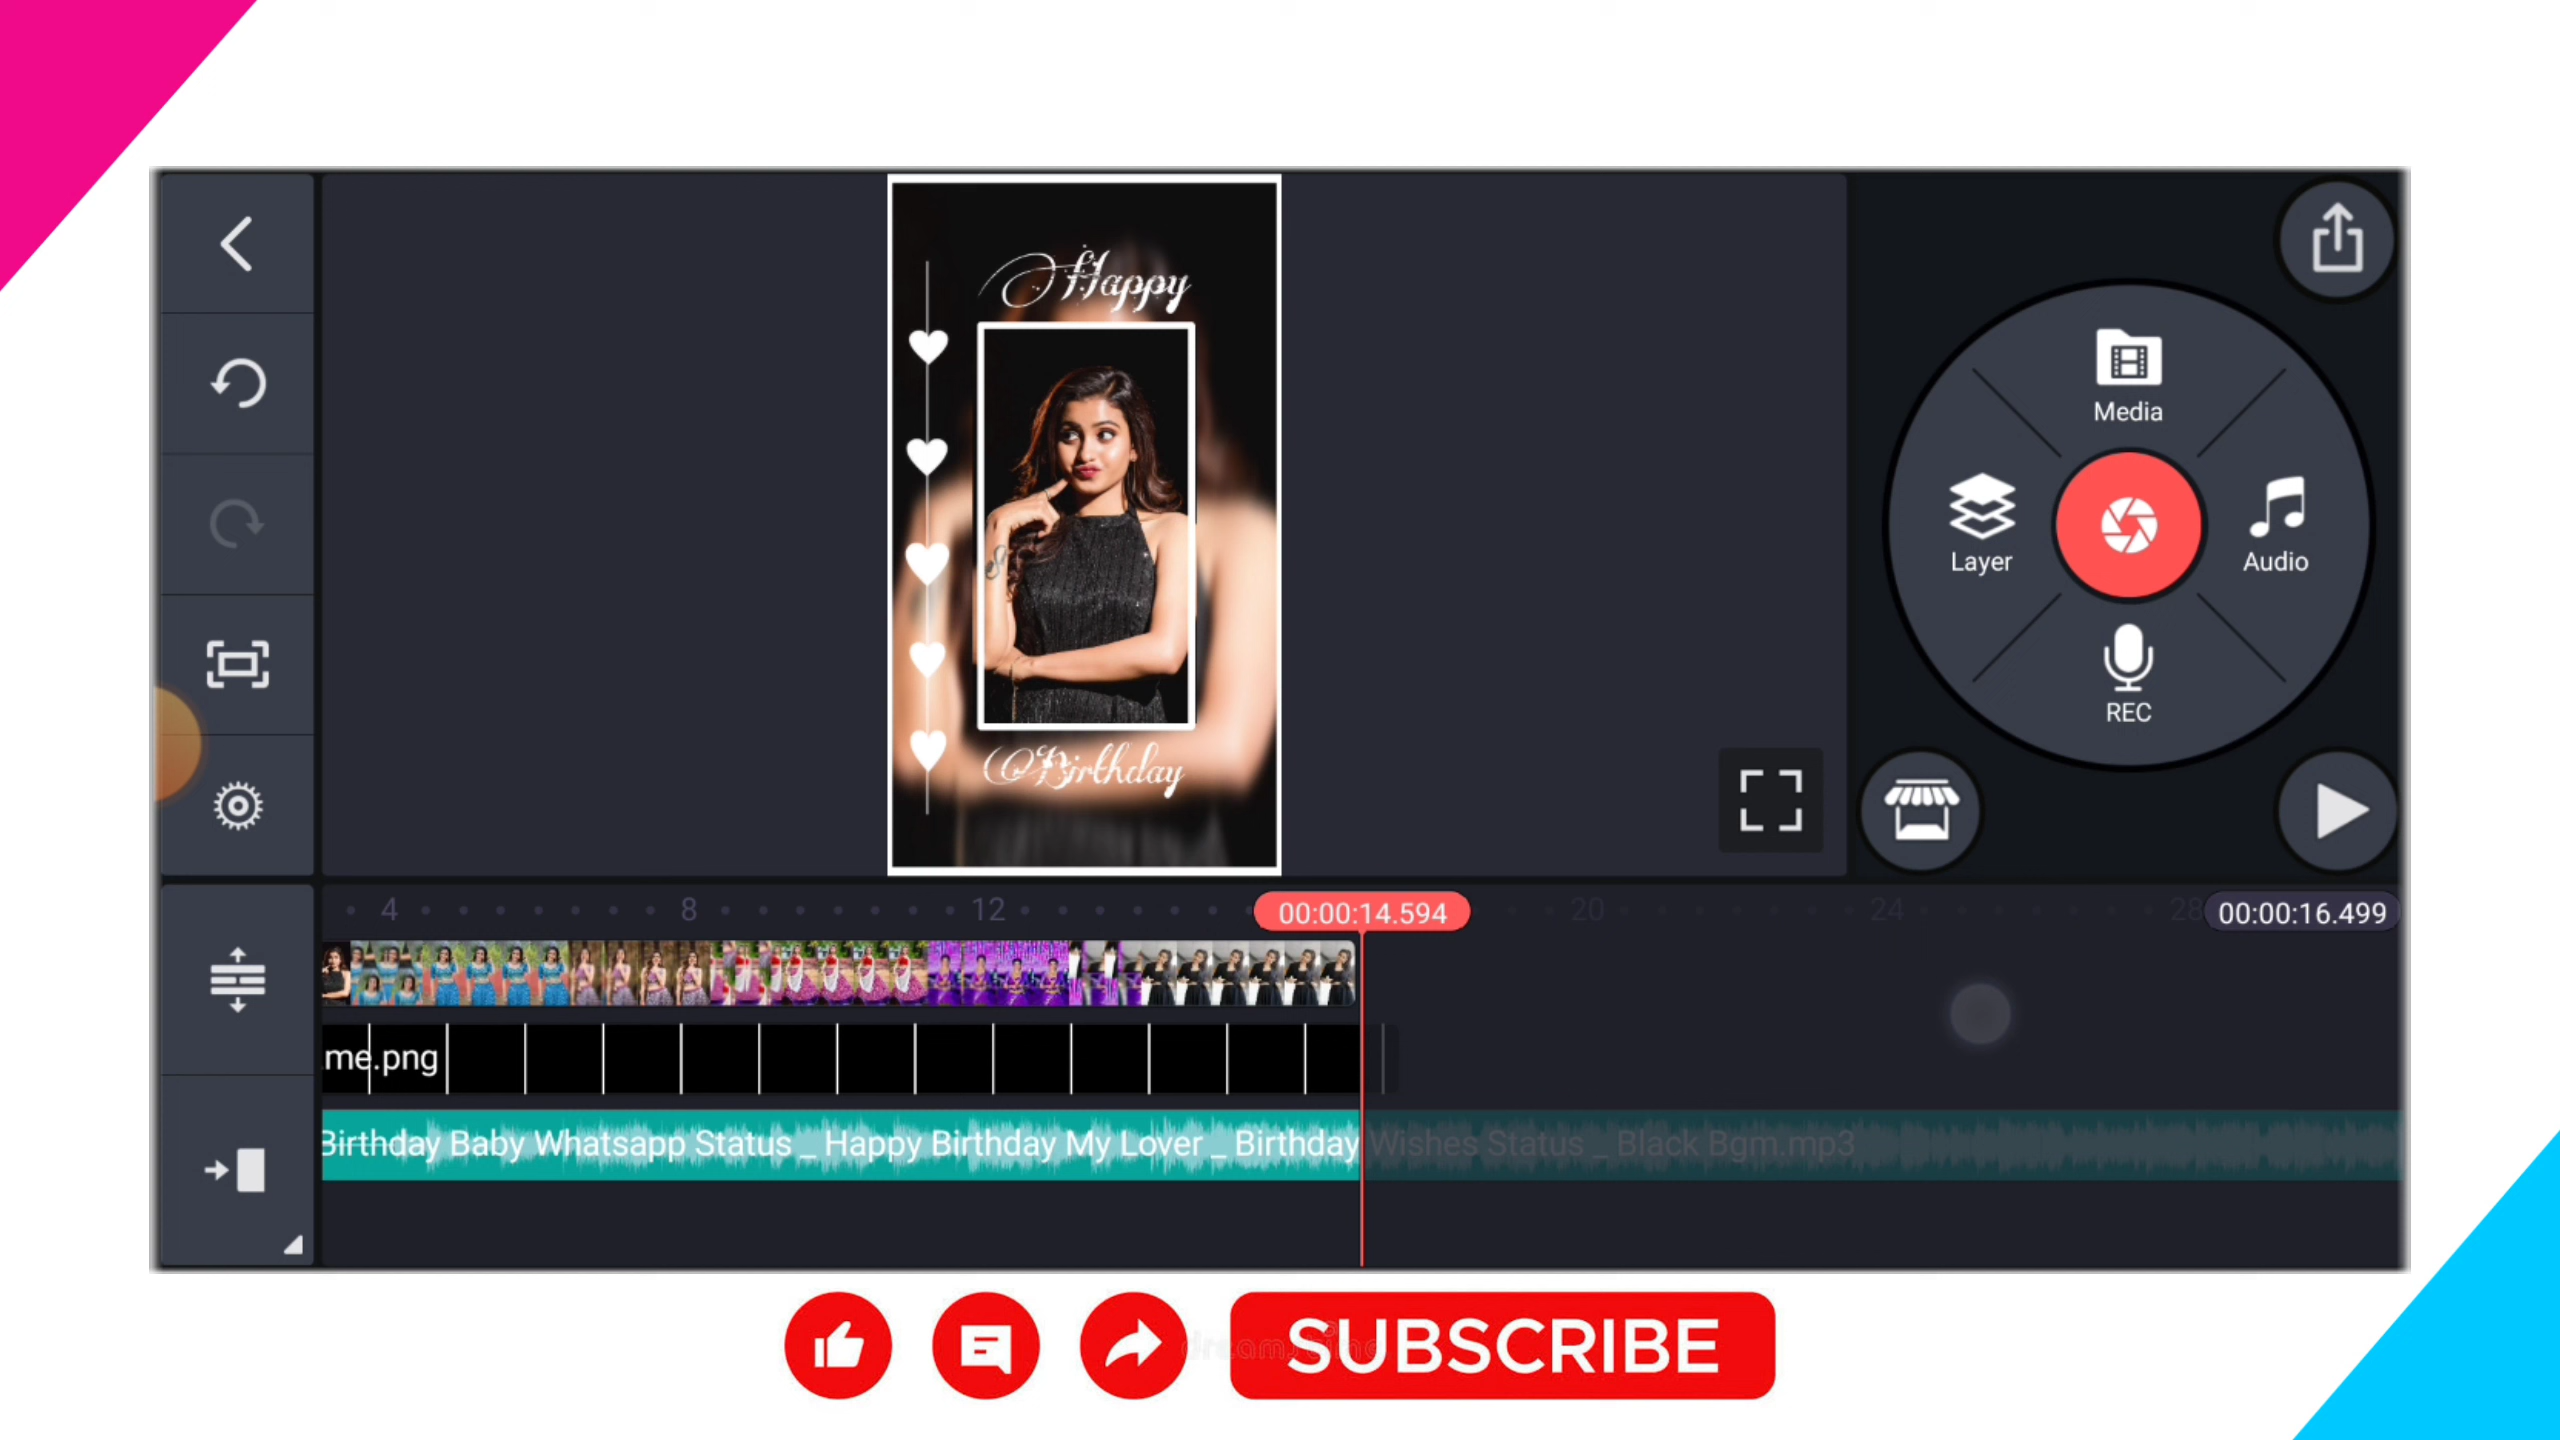 Happy
Birthday
Media
Layer
Audio
REC
4
8
12
00:00:14.594
20
24
28
00:00:16.499
me.png
Birthday Baby Whatsapp Status _ Happy Birthday My Lover _ Birthday Wishes Status _ Black Bgm.mp3
SUBSCRIBE